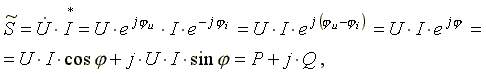 S̃ = U̇ · I* = U · e^{jφ_u} · I · e^{-jφ_i} = U · I · e^{j(φ_u-φ_i)} = U · I · e^{jφ} =
= U · I · cos φ + j · U · I · sin φ = P + j · Q ,